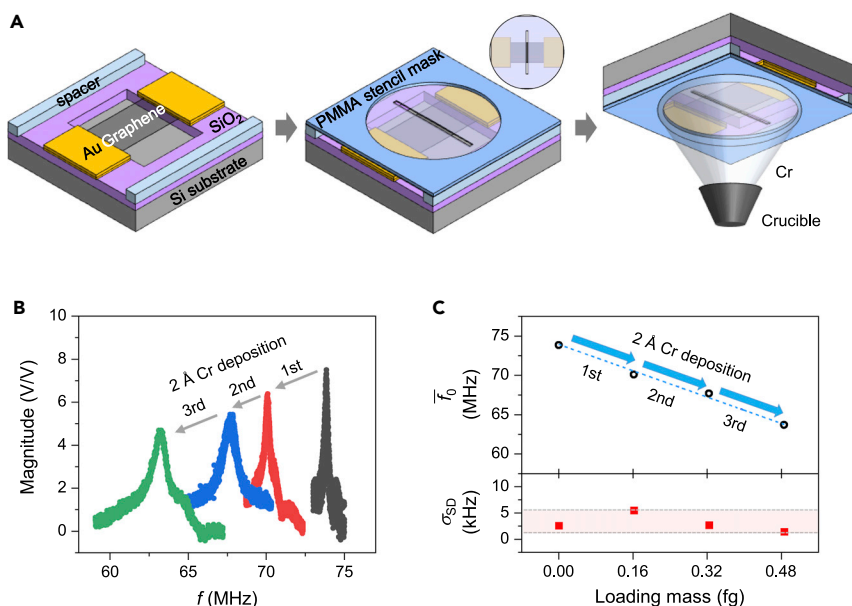 A
spacer
Au
Graphene
SiO₂
Si substrate
PMMA stencil mask
Cr
Crucible
B
10
8
6
4
2
0
Magnitude (V/V)
2 Å Cr deposition
3rd
2nd
1st
60
65
70
75
f (MHz)
C
75
70
65
60
f̅₀
(MHz)
2 Å Cr deposition
1st
2nd
3rd
10
5
0
σSD
(kHz)
0.00
0.16
0.32
0.48
Loading mass (fg)